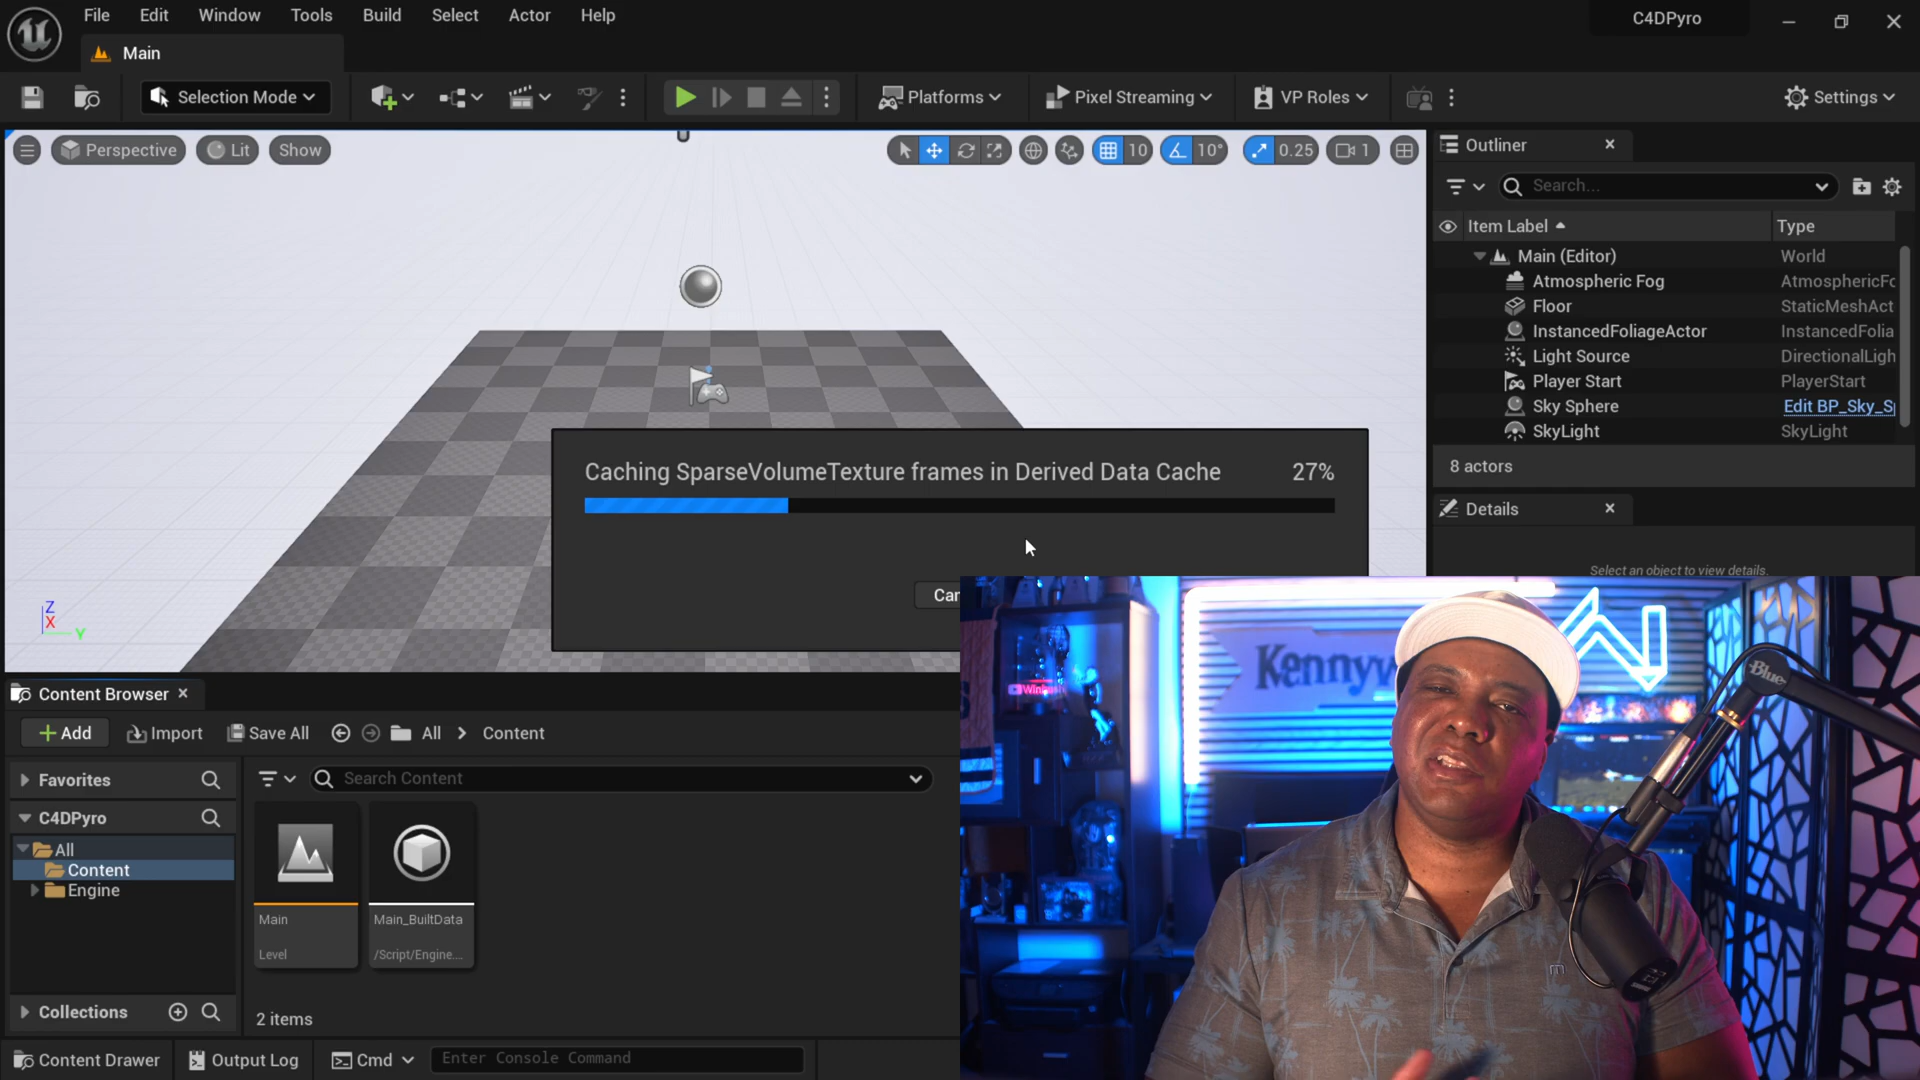 File Edit Window Tools Build Select Actor Help
C4DPyro
Main
Selection Mode
Platforms
Pixel Streaming
VP Roles
Settings
Perspective
Lit
Show
10
10°
0.25
1
Outliner
Search...
Item Label
Type
Main (Editor)
World
Atmospheric Fog
AtmosphericFo
Floor
StaticMeshAct
InstancedFoliageActor
InstancedFolia
Light Source
DirectionalLigh
Player Start
PlayerStart
Sky Sphere
Edit BP_Sky_S
SkyLight
SkyLight
8 actors
Details
Select an object to view details.
Caching SparseVolumeTexture frames in Derived Data Cache
27%
Can
Z
X
Y
Content Browser
Add
Import
Save All
All
Content
Favorites
Search Content
C4DPyro
All
Content
Engine
Main
Level
Main_BuiltData
/Script/Engine...
Collections
2 items
Content Drawer
Output Log
Cmd
Enter Console Command
Kennyw
Blue